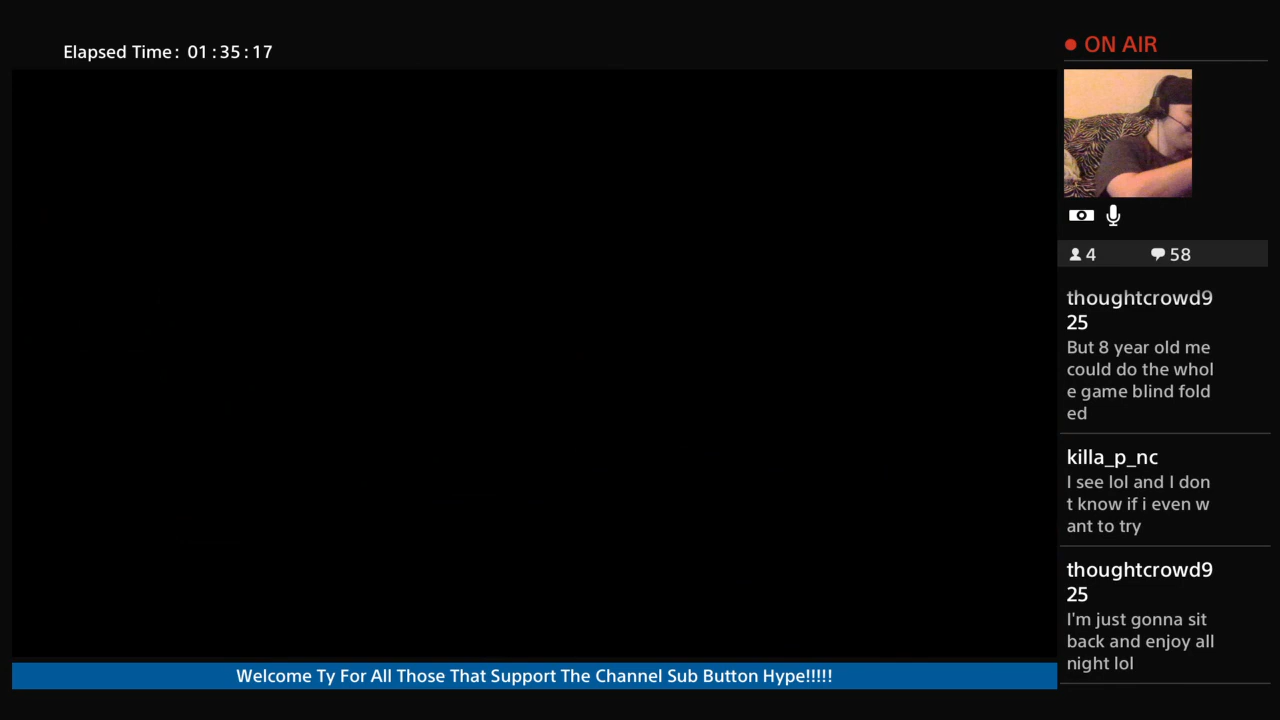 Elapsed Time: 01:35:17
ON AIR
4
58
thoughtcrowd9
25
But 8 year old me
could do the whol
e game blind fold
ed
killa_p_nc
I see lol and I don
t know if i even w
ant to try
thoughtcrowd9
25
I'm just gonna sit
back and enjoy all
night lol
Welcome Ty For All Those That Support The Channel Sub Button Hype!!!!!